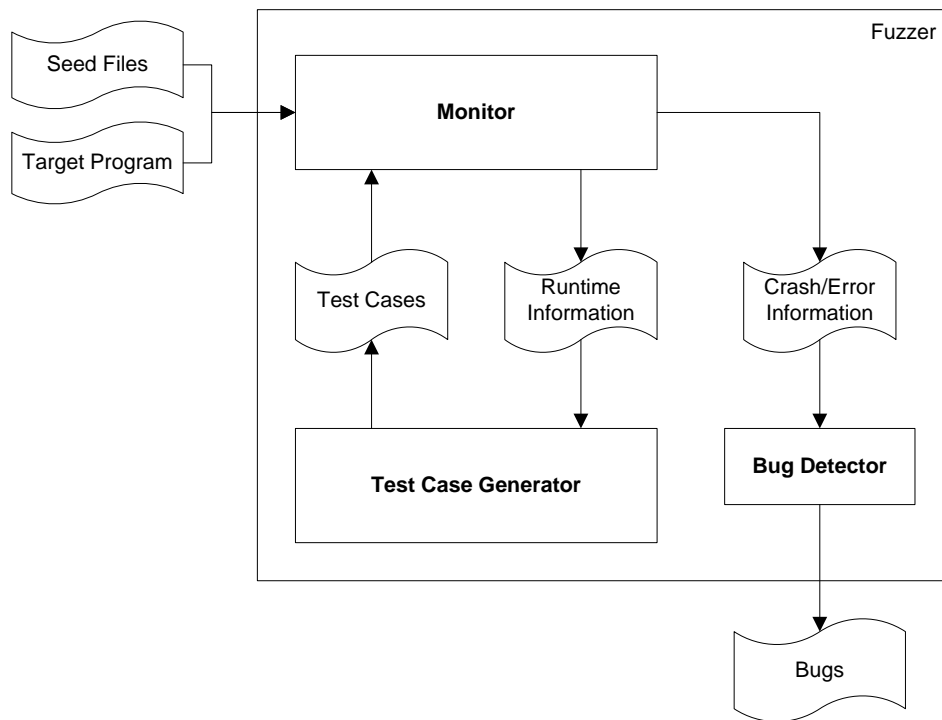 Fuzzer
Seed Files
Monitor
Target Program
Test Cases
Runtime
Information
Crash/Error
Information
Test Case Generator
Bug Detector
Bugs